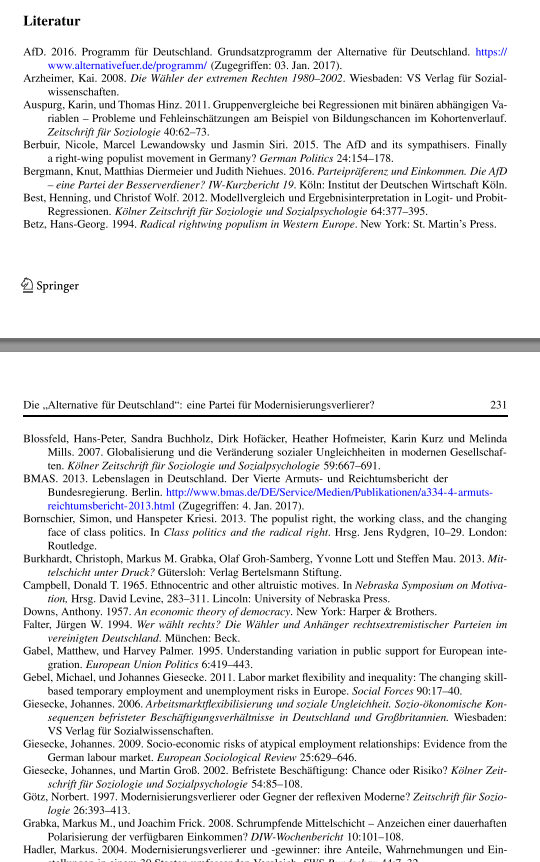 Literatur
AfD. 2016. Programm für Deutschland. Grundsatzprogramm der Alternative für Deutschland. https://
www.alternativefuer.de/programm/ (Zugegriffen: 03. Jan. 2017).
Arzheimer, Kai. 2008. Die Wähler der extremen Rechten 1980–2002. Wiesbaden: VS Verlag für Sozial-
wissenschaften.
Auspurg, Karin, und Thomas Hinz. 2011. Gruppenvergleiche bei Regressionen mit binären abhängigen Va-
riablen – Probleme und Fehleinschätzungen am Beispiel von Bildungschancen im Kohortenverlauf.
Zeitschrift für Soziologie 40:62–73.
Berbuir, Nicole, Marcel Lewandowsky und Jasmin Siri. 2015. The AfD and its sympathisers. Finally
a right-wing populist movement in Germany? German Politics 24:154–178.
Bergmann, Knut, Matthias Diermeier und Judith Niehues. 2016. Parteipräferenz und Einkommen. Die AfD
– eine Partei der Besserverdiener? IW-Kurzbericht 19. Köln: Institut der Deutschen Wirtschaft Köln.
Best, Henning, und Christof Wolf. 2012. Modellvergleich und Ergebnisinterpretation in Logit- und Probit-
Regressionen. Kölner Zeitschrift für Soziologie und Sozialpsychologie 64:377–395.
Betz, Hans-Georg. 1994. Radical rightwing populism in Western Europe. New York: St. Martin's Press.
Springer
Die „Alternative für Deutschland“: eine Partei für Modernisierungsverlierer? 231
Blossfeld, Hans-Peter, Sandra Buchholz, Dirk Hofäcker, Heather Hofmeister, Karin Kurz und Melinda
Mills. 2007. Globalisierung und die Veränderung sozialer Ungleichheiten in modernen Gesellschaf-
ten. Kölner Zeitschrift für Soziologie und Sozialpsychologie 59:667–691.
BMAS. 2013. Lebenslagen in Deutschland. Der Vierte Armuts- und Reichtumsbericht der
Bundesregierung. Berlin. http://www.bmas.de/DE/Service/Medien/Publikationen/a334-4-armuts-
reichtumsbericht-2013.html (Zugegriffen: 4. Jan. 2017).
Bornschier, Simon, und Hanspeter Kriesi. 2013. The populist right, the working class, and the changing
face of class politics. In Class politics and the radical right. Hrsg. Jens Rydgren, 10–29. London:
Routledge.
Burkhardt, Christoph, Markus M. Grabka, Olaf Groh-Samberg, Yvonne Lott und Steffen Mau. 2013. Mit-
telschicht unter Druck? Gütersloh: Verlag Bertelsmann Stiftung.
Campbell, Donald T. 1965. Ethnocentric and other altruistic motives. In Nebraska Symposium on Motiva-
tion, Hrsg. David Levine, 283–311. Lincoln: University of Nebraska Press.
Downs, Anthony. 1957. An economic theory of democracy. New York: Harper & Brothers.
Falter, Jürgen W. 1994. Wer wählt rechts? Die Wähler und Anhänger rechtsextremistischer Parteien im
vereinigten Deutschland. München: Beck.
Gabel, Matthew, und Harvey Palmer. 1995. Understanding variation in public support for European inte-
gration. European Union Politics 6:419–443.
Gebel, Michael, und Johannes Giesecke. 2011. Labor market flexibility and inequality: The changing skill-
based temporary employment and unemployment risks in Europe. Social Forces 90:17–40.
Giesecke, Johannes. 2006. Arbeitsmarktflexibilisierung und soziale Ungleichheit. Sozio-ökonomische Kon-
sequenzen befristeter Beschäftigungsverhältnisse in Deutschland und Großbritannien. Wiesbaden:
VS Verlag für Sozialwissenschaften.
Giesecke, Johannes. 2009. Socio-economic risks of atypical employment relationships: Evidence from the
German labour market. European Sociological Review 25:629–646.
Giesecke, Johannes, und Martin Groß. 2002. Befristete Beschäftigung: Chance oder Risiko? Kölner Zeit-
schrift für Soziologie und Sozialpsychologie 54:85–108.
Götz, Norbert. 1997. Modernisierungsverlierer oder Gegner der reflexiven Moderne? Zeitschrift für Sozio-
logie 26:393–413.
Grabka, Markus M., und Joachim Frick. 2008. Schrumpfende Mittelschicht – Anzeichen einer dauerhaften
Polarisierung der verfügbaren Einkommen? DIW-Wochenbericht 10:101–108.
Hadler, Markus. 2004. Modernisierungsverlierer und -gewinner: ihre Anteile, Wahrnehmungen und Ein-